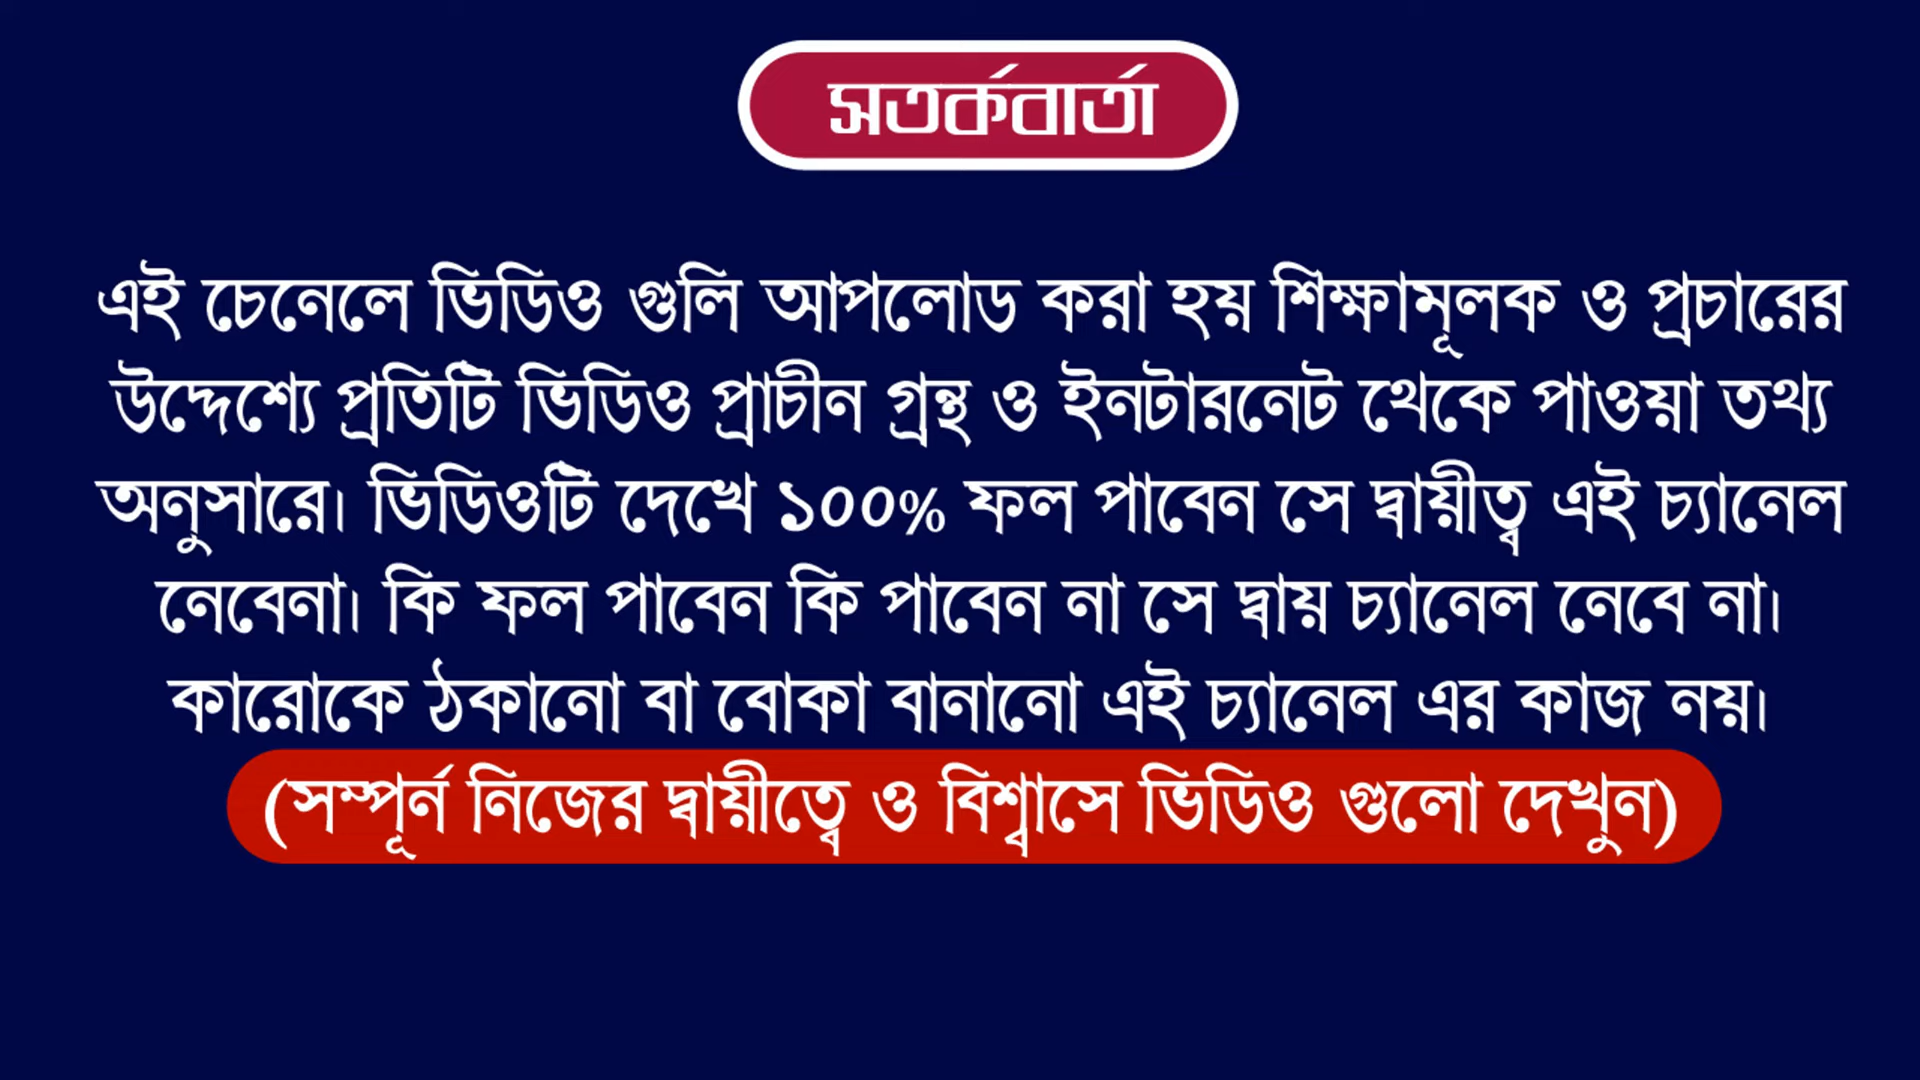 সতর্কবার্তা
এই চেনেলে ভিডিও গুলি আপলোড করা হয় শিক্ষামূলক ও প্রচারের
উদ্দেশ্যে প্রতিটি ভিডিও প্রাচীন গ্রন্থ ও ইনটারনেট থেকে পাওয়া তথ্য
অনুসারে। ভিডিওটি দেখে ১০০% ফল পাবেন সে দ্বায়ীত্ব এই চ্যানেল
নেবেনা। কি ফল পাবেন কি পাবেন না সে দ্বায় চ্যানেল নেবে না।
কারোকে ঠকানো বা বোকা বানানো এই চ্যানেল এর কাজ নয়।
(সম্পূর্ন নিজের দ্বায়ীত্বে ও বিশ্বাসে ভিডিও গুলো দেখুন)